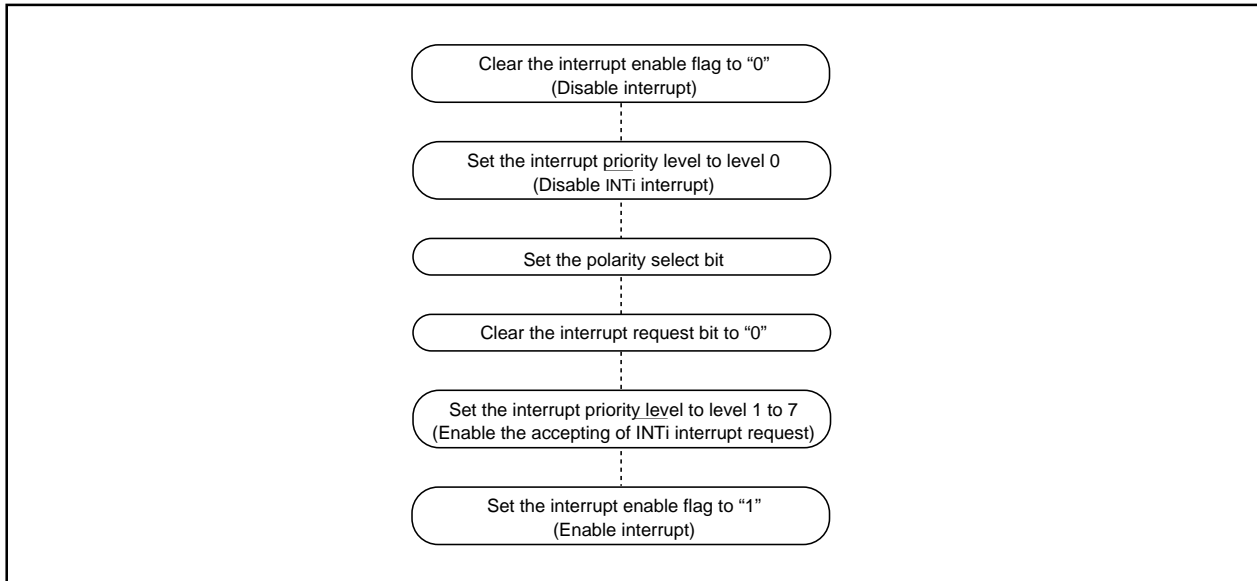 Clear the interrupt enable flag to “0”
(Disable interrupt)
Set the interrupt priority level to level 0
(Disable INTi interrupt)
Set the polarity select bit
Clear the interrupt request bit to “0”
Set the interrupt priority level to level 1 to 7
(Enable the accepting of INTi interrupt request)
Set the interrupt enable flag to “1”
(Enable interrupt)